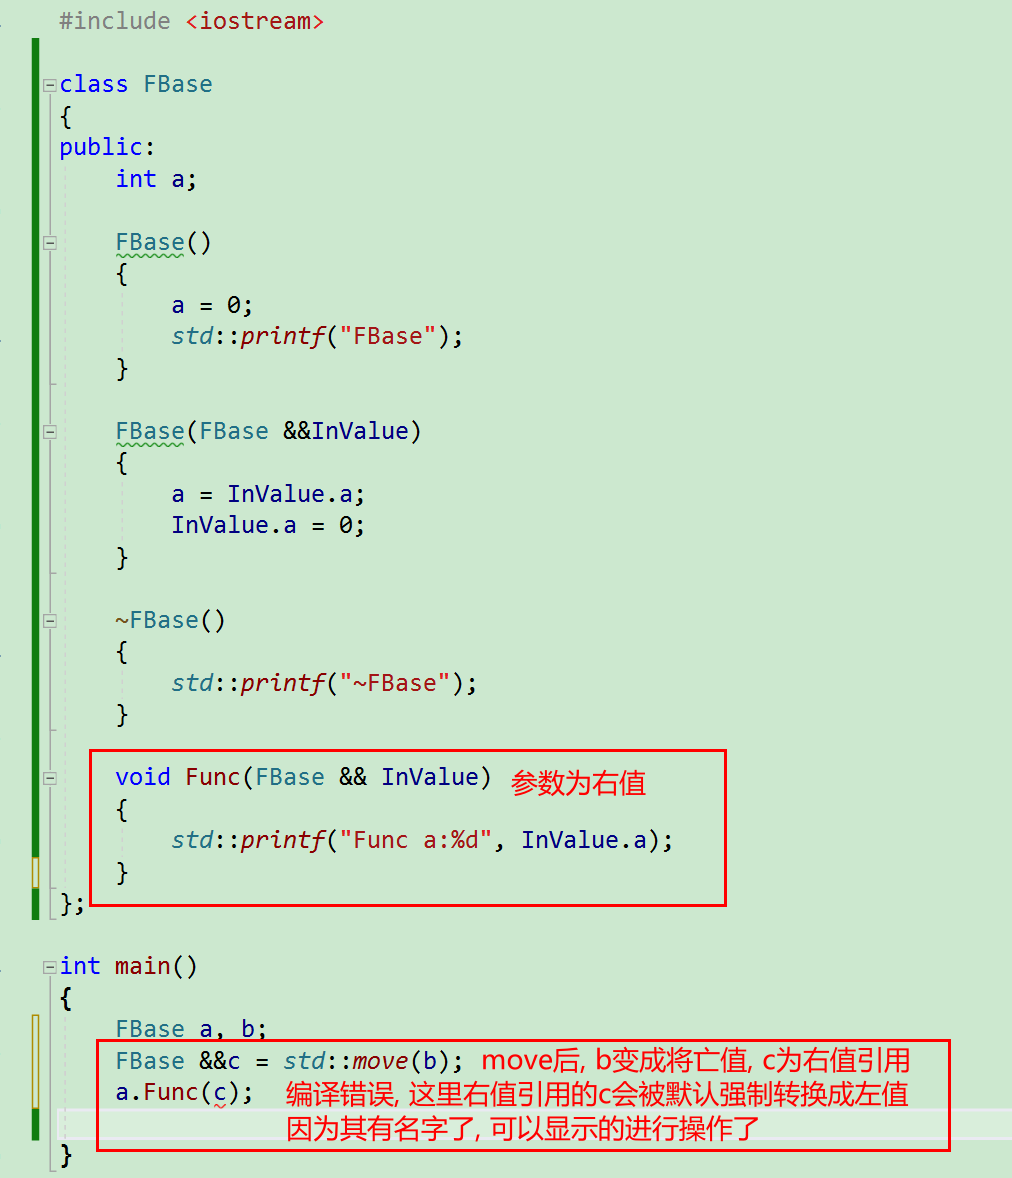 #include <iostream>
class FBase
{
public:
int a;
FBase()
{
a = 0;
std::printf("FBase");
}
FBase(FBase &&InValue)
{
a = InValue.a;
InValue.a = 0;
}
~FBase()
{
std::printf("~FBase");
}
void Func(FBase && InValue) 参数为右值
{
std::printf("Func a:%d", InValue.a);
}
};
int main()
{
FBase a, b;
FBase &&c = std::move(b); move后, b变成将亡值, c为右值引用
a.Func(c); 编译错误, 这里右值引用的c会被默认强制转换成左值
因为其有名字了, 可以显示的进行操作了
}